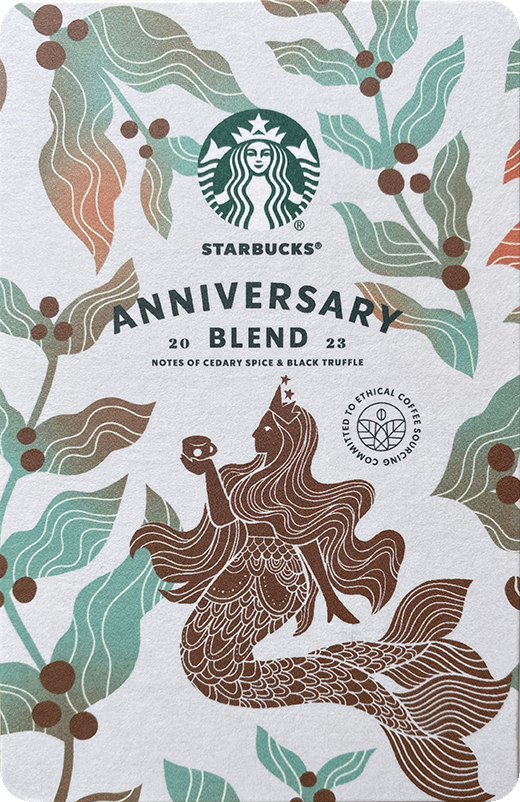 ®
STARBUCKS®
ANNIVERSARY
20 BLEND 23
NOTES OF CEDARY SPICE & BLACK TRUFFLE
COMMITTED TO ETHICAL COFFEE SOURCING